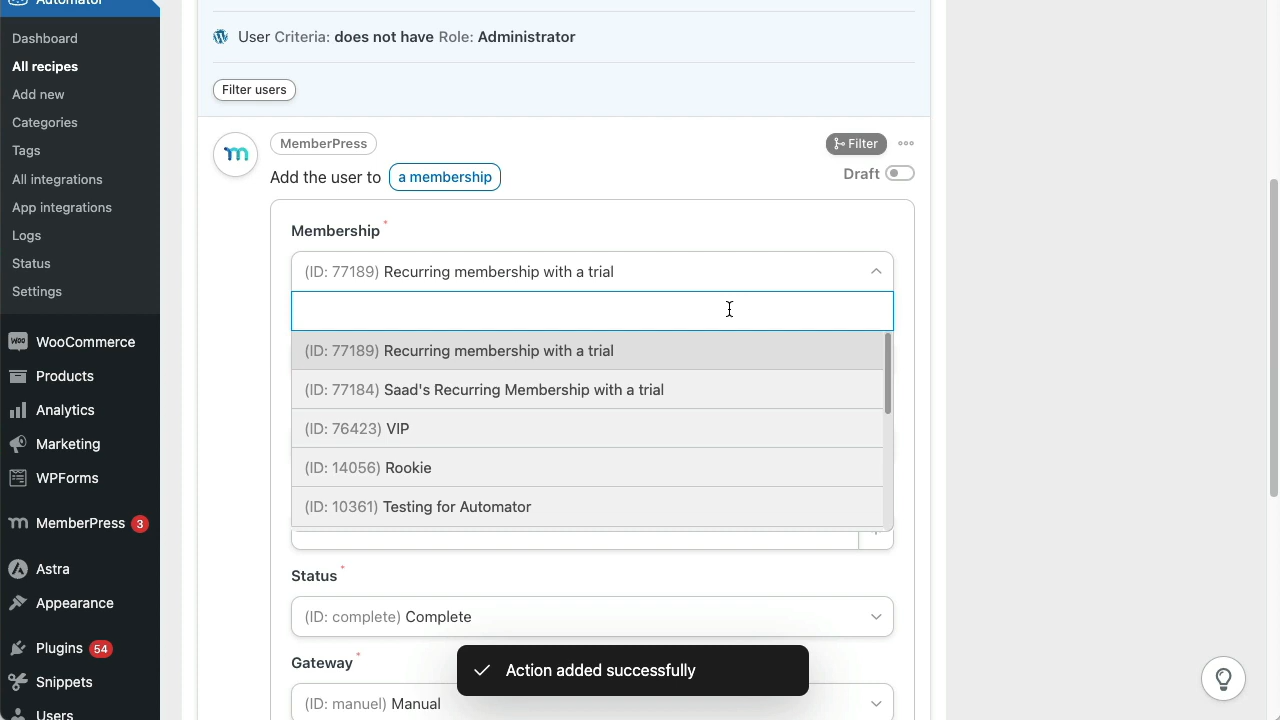 Automator
Dashboard
All recipes
Add new
Categories
Tags
All integrations
App integrations
Logs
Status
Settings
WooCommerce
Products
Analytics
Marketing
WPForms
MemberPress 3
Astra
Appearance
Plugins 54
Snippets
Users
User Criteria: does not have Role: Administrator
Filter users
MemberPress
Filter
Add the user to a membership
Draft
Membership *
(ID: 77189) Recurring membership with a trial
(ID: 77189) Recurring membership with a trial
(ID: 77184) Saad's Recurring Membership with a trial
(ID: 76423) VIP
(ID: 14056) Rookie
(ID: 10361) Testing for Automator
Status *
(ID: complete) Complete
Gateway *
(ID: manuel) Manual
Action added successfully